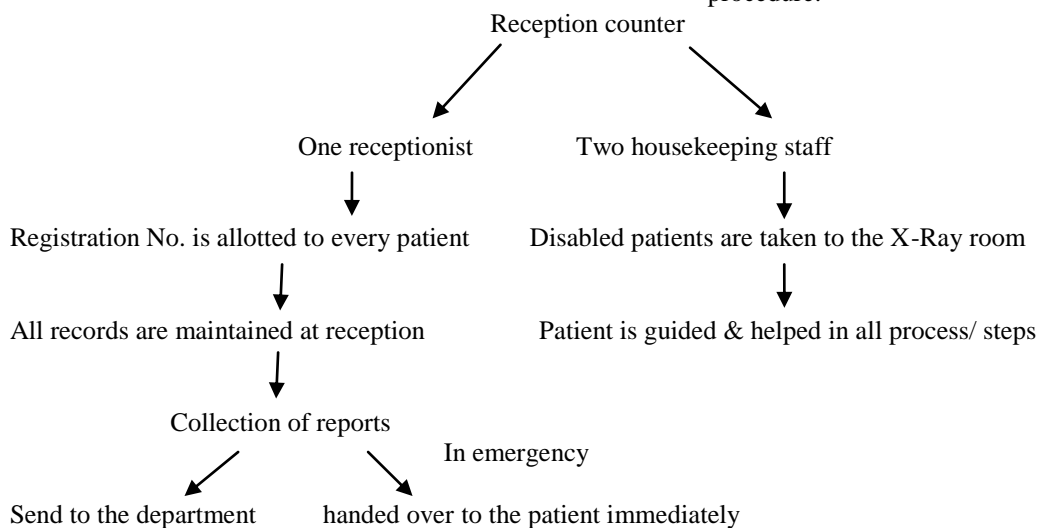 procedure.
Reception counter
One receptionist
Two housekeeping staff
Registration No. is allotted to every patient
Disabled patients are taken to the X-Ray room
All records are maintained at reception
Patient is guided & helped in all process/ steps
Collection of reports
In emergency
Send to the department
handed over to the patient immediately